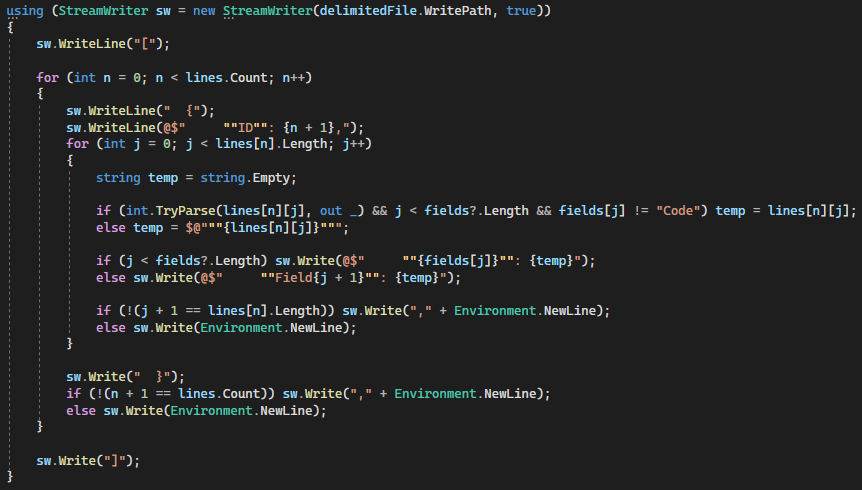 using (StreamWriter sw = new StreamWriter(delimitedFile.WritePath, true))
{
    sw.WriteLine("[");

    for (int n = 0; n < lines.Count; n++)
    {
        sw.WriteLine("  {");
        sw.WriteLine(@$"     ""ID"": {n + 1},");
        for (int j = 0; j < lines[n].Length; j++)
        {
            string temp = string.Empty;

            if (int.TryParse(lines[n][j], out _) && j < fields?.Length && fields[j] != "Code") temp = lines[n][j];
            else temp = $@"""{lines[n][j]}""";

            if (j < fields?.Length) sw.Write(@$"     ""{fields[j]}"": {temp}");
            else sw.Write(@$"     ""Field{j + 1}"": {temp}");

            if (!(j + 1 == lines[n].Length)) sw.Write("," + Environment.NewLine);
            else sw.Write(Environment.NewLine);
        }

        sw.Write("  }");
        if (!(n + 1 == lines.Count)) sw.Write("," + Environment.NewLine);
        else sw.Write(Environment.NewLine);
    }

    sw.Write("]");
}